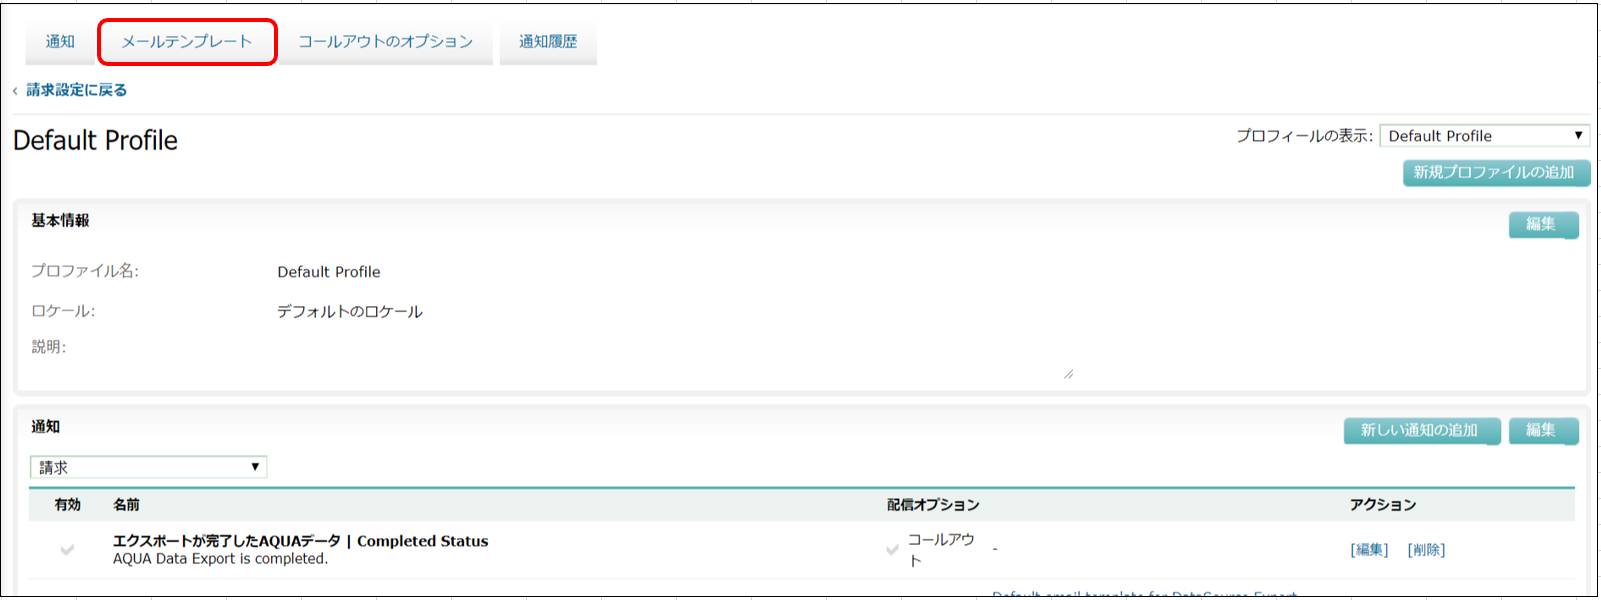 通知 メールテンプレート コールアウトのオプション 通知履歴
‹ 請求設定に戻る
Default Profile
プロフィールの表示: Default Profile ▼
新規プロファイルの追加
基本情報 編集
プロファイル名: Default Profile
ロケール: デフォルトのロケール
説明:
通知 新しい通知の追加 編集
請求 ▼
有効 名前 配信オプション アクション
エクスポートが完了したAQUAデータ | Completed Status
AQUA Data Export is completed.
コールアウ
ト
-
[編集] [削除]
Default email template for DataSource Export